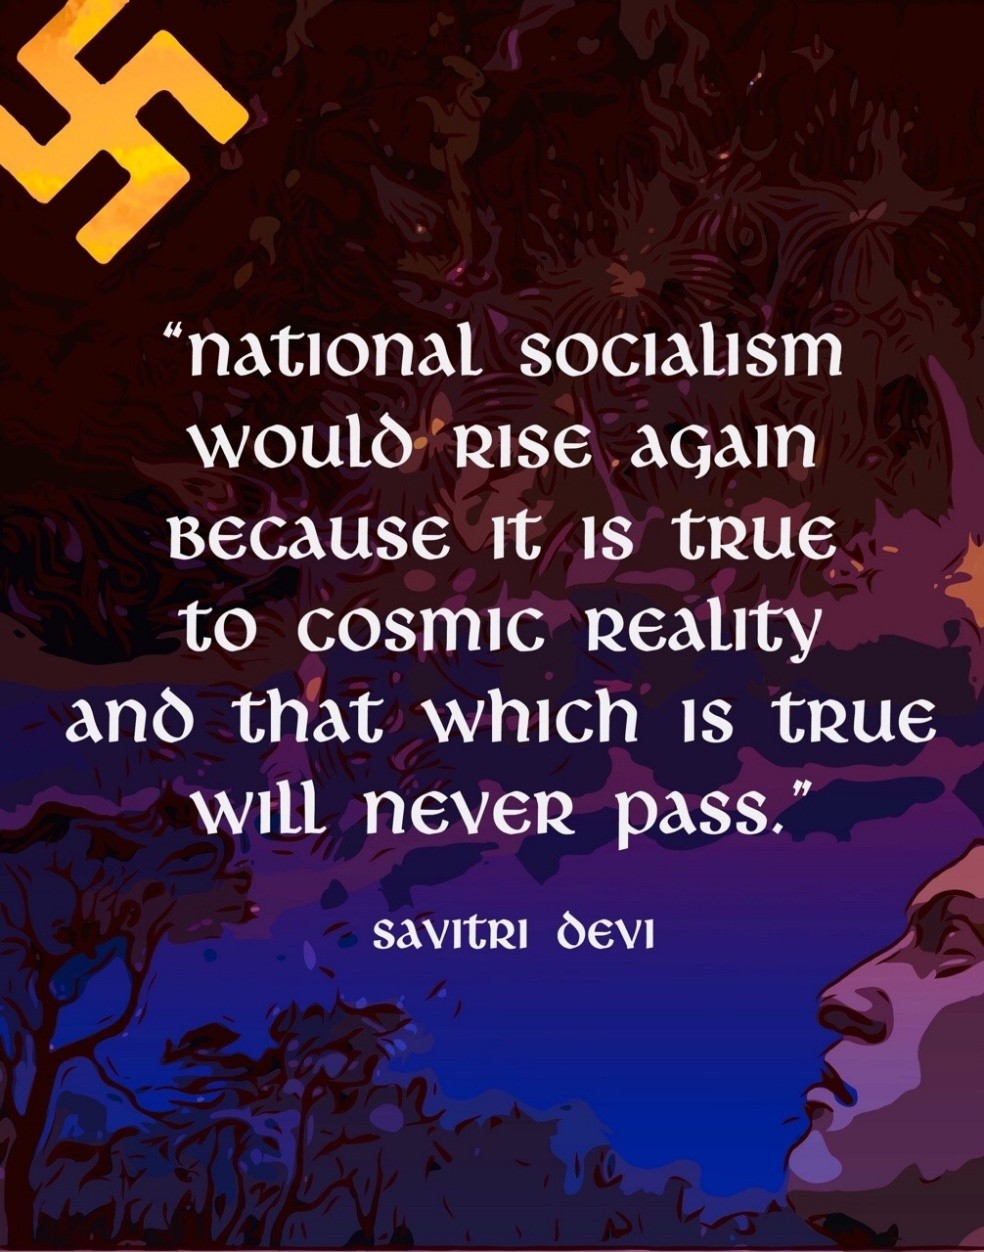 “national socialism
would rise again
because it is true
to cosmic reality
and that which is true
will never pass.”
savitri devi